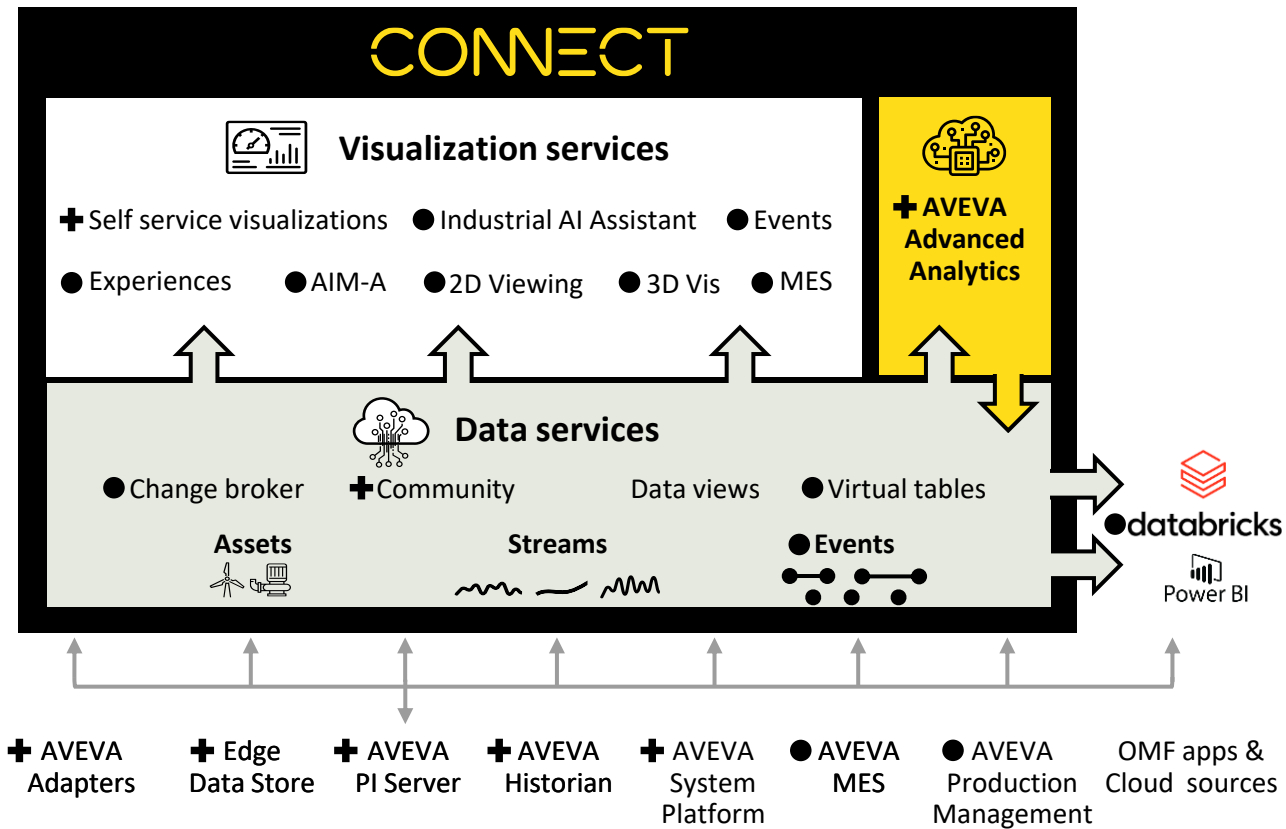 CONNECT
Visualization services
✚ Self service visualizations ● Industrial AI Assistant ● Events
● Experiences ● AIM-A ● 2D Viewing ● 3D Vis ● MES
✚ AVEVA
Advanced
Analytics
Data services
● Change broker ✚ Community Data views ● Virtual tables
Assets Streams ● Events
● databricks
Power BI
✚ AVEVA
Adapters
✚ Edge
Data Store
✚ AVEVA
PI Server
✚ AVEVA
Historian
✚ AVEVA
System
Platform
● AVEVA
MES
● AVEVA
Production
Management
OMF apps &
Cloud sources